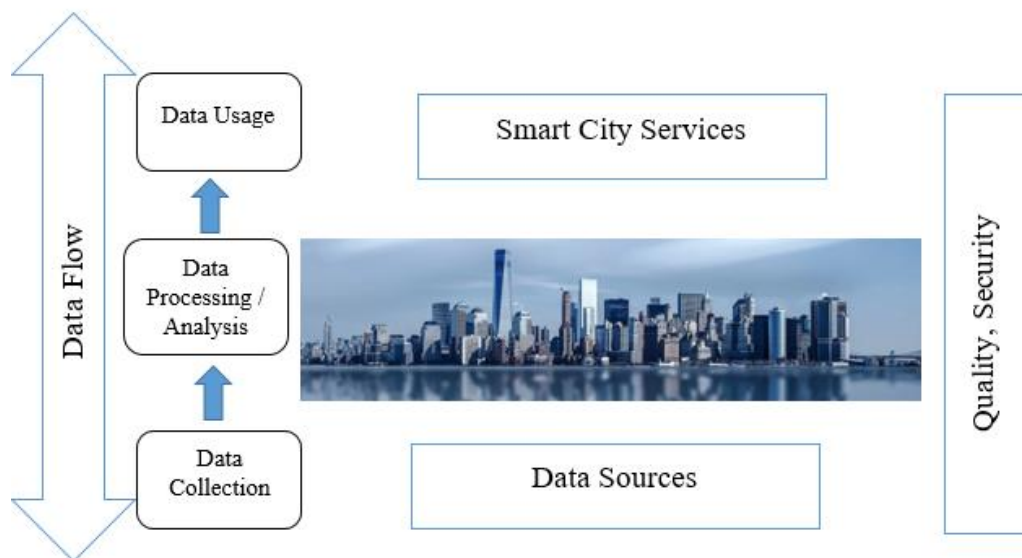 Data Flow
Data Usage
Data
Processing /
Analysis
Data
Collection
Smart City Services
Data Sources
Quality, Security